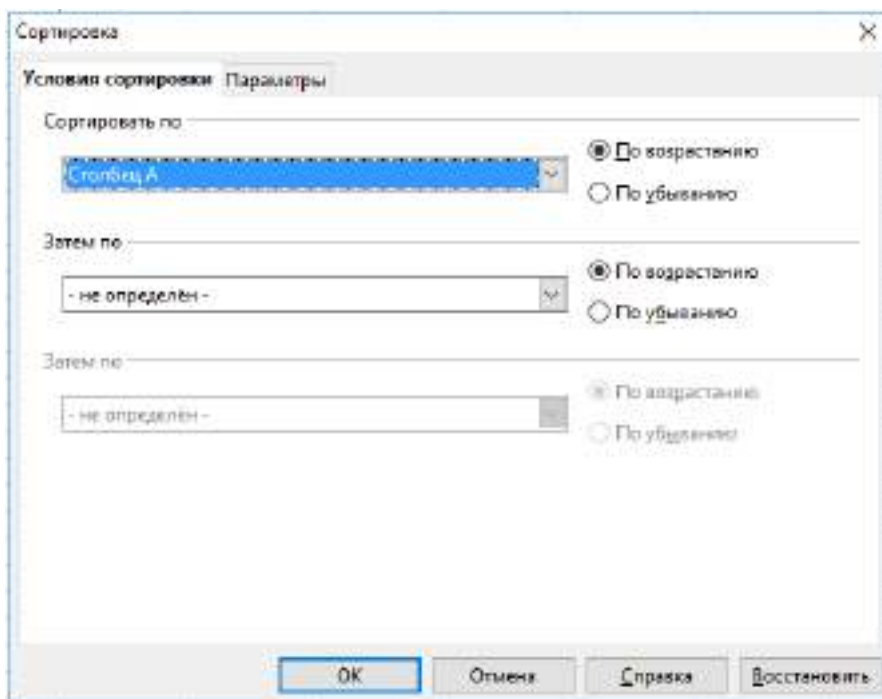 Сортировка
Условия сортировки Параметры
Сортировать по
Столбец A
По возрастанию
По убыванию
Затем по
- не определён -
По возрастанию
По убыванию
Затем по
- не определён -
По возрастанию
По убыванию
ОК Отмена Справка Восстановить